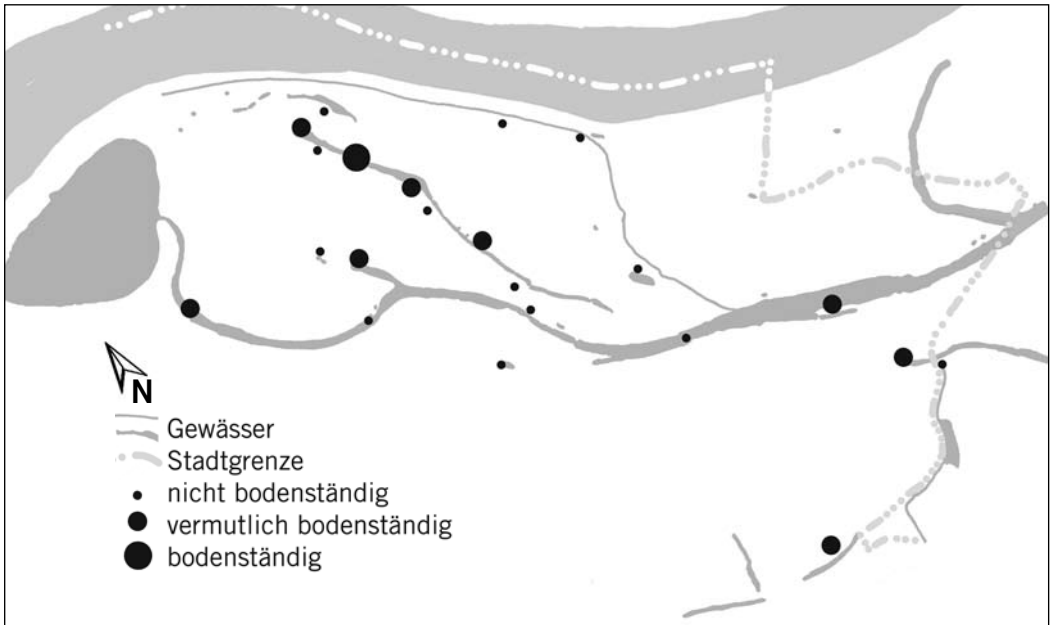 N
Gewässer
Stadtgrenze
nicht bodenständig
vermutlich bodenständig
bodenständig